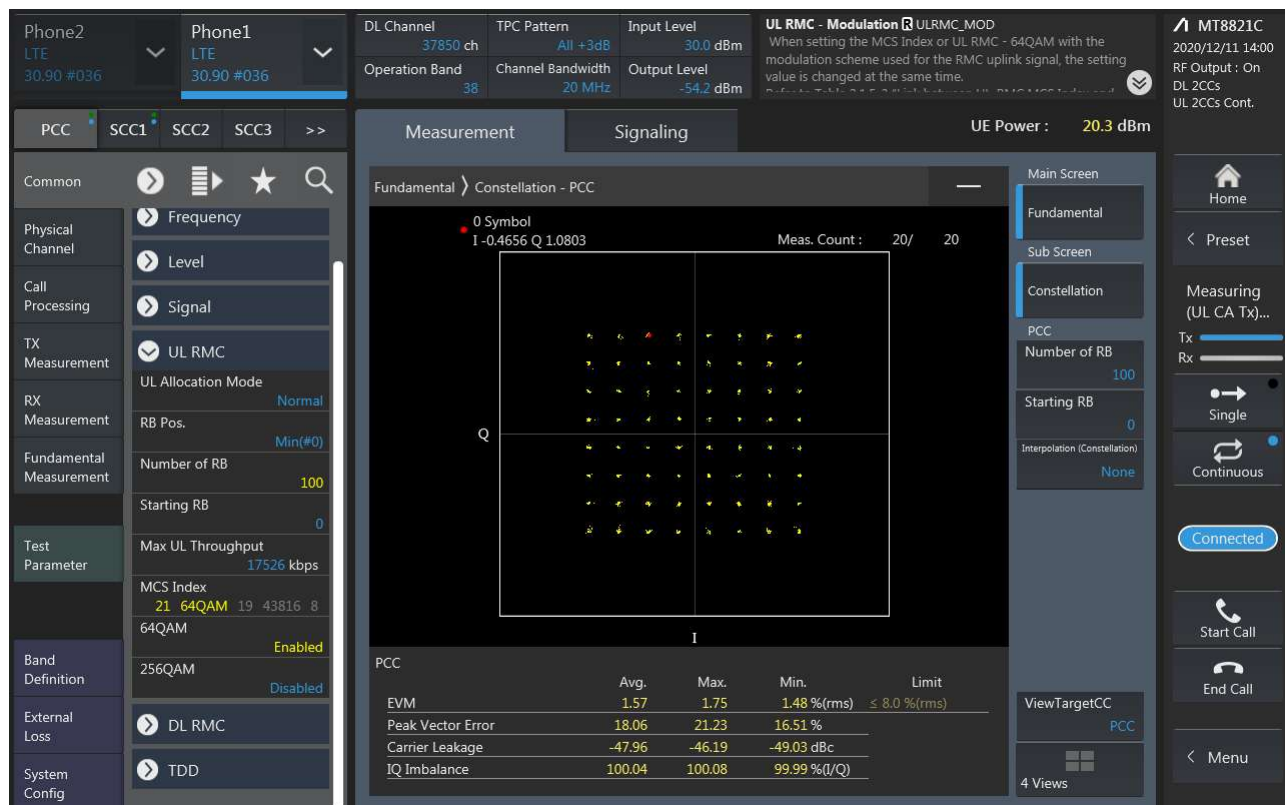 Phone2
LTE
30.90 #036
Phone1
LTE
30.90 #036
DL Channel
37850 ch
TPC Pattern
All +3dB
Input Level
30.0 dBm
Operation Band
38
Channel Bandwidth
20 MHz
Output Level
-54.2 dBm
UL RMC - Modulation R ULRMC_MOD
When setting the MCS Index or UL RMC - 64QAM with the
modulation scheme used for the RMC uplink signal, the setting
value is changed at the same time.
MT8821C
2020/12/11 14:00
RF Output : On
DL 2CCs
UL 2CCs Cont.
PCC SCC1 SCC2 SCC3 >>
Measurement
Signaling
UE Power : 20.3 dBm
Common
Physical
Channel
Call
Processing
TX
Measurement
RX
Measurement
Fundamental
Measurement
Test
Parameter
Band
Definition
External
Loss
System
Config
Frequency
Level
Signal
UL RMC
UL Allocation Mode
Normal
RB Pos.
Min(#0)
Number of RB
100
Starting RB
0
Max UL Throughput
17526 kbps
MCS Index
21 64QAM 19 43816 8
64QAM
Enabled
256QAM
Disabled
DL RMC
TDD
Fundamental 〉 Constellation - PCC
0 Symbol
I -0.4656 Q 1.0803
Meas. Count : 20/ 20
Q
I
PCC
Avg. Max. Min. Limit
EVM 1.57 1.75 1.48 %(rms) ≤ 8.0 %(rms)
Peak Vector Error 18.06 21.23 16.51 %
Carrier Leakage -47.96 -46.19 -49.03 dBc
IQ Imbalance 100.04 100.08 99.99 %(I/Q)
Main Screen
Fundamental
Sub Screen
Constellation
PCC
Number of RB
100
Starting RB
0
Interpolation (Constellation)
None
ViewTargetCC
PCC
4 Views
Home
< Preset
Measuring
(UL CA Tx)...
Tx
Rx
Single
Continuous
Connected
Start Call
End Call
< Menu